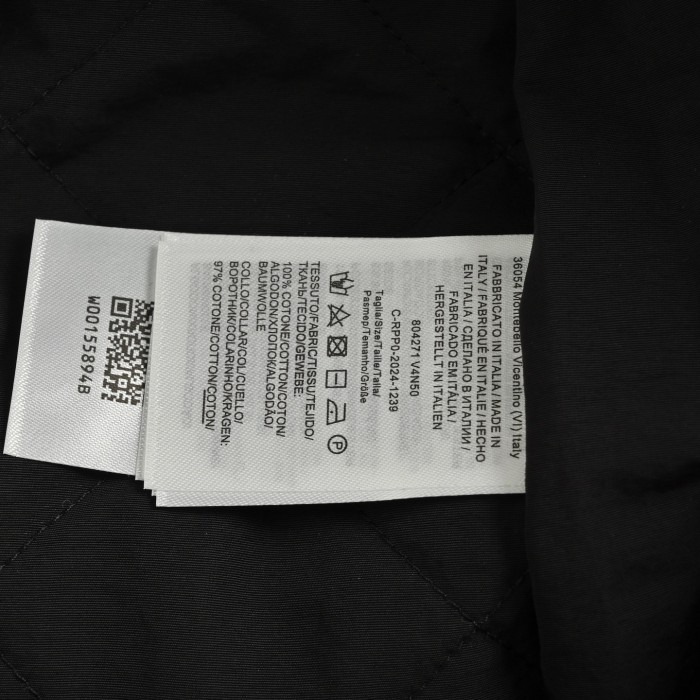 36054 Montebello Vicentino (VI) Italy
FABBRICATO IN ITALIA / MADE IN
ITALY / FABRIQUÉ EN ITALIE / HECHO
EN ITALIA / СДЕЛАНО В ИТАЛИИ /
FABRICADO EM ITÁLIA /
HERGESTELLT IN ITALIEN
804271 V4N50
C-RPP0-2024-1239
Taglia/Size/Taille/Talla/
Размер/Tamanho/Größe
P
TESSUTO/FABRIC/TISSU/TEJIDO/
ТКАНЬ/TECIDO/GEWEBE:
100% COTONE/COTTON/COTON/
ALGODON/ХЛОПОК/ALGODÃO/
BAUMWOLLE
COLLO/COLLAR/COL/CUELLO/
ВОРОТНИК/COLARINHO/KRAGEN:
97% COTONE/COTTON/COTON/
W00155894B